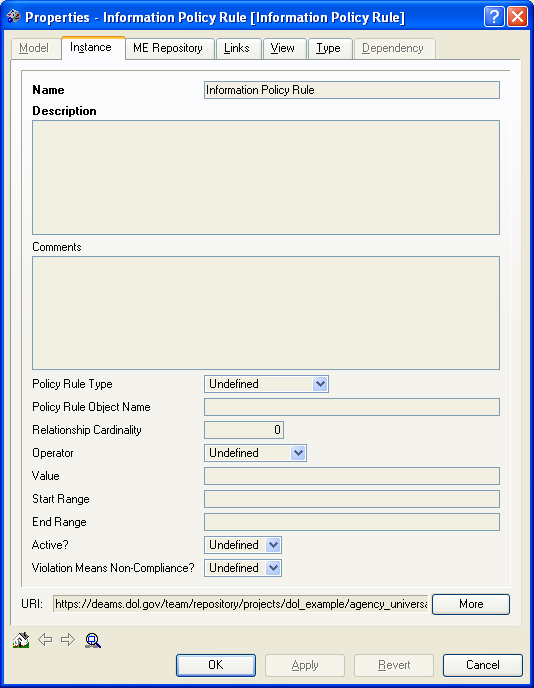 Properties - Information Policy Rule [Information Policy Rule]
Model Instance ME Repository Links View Type Dependency
Name Information Policy Rule
Description
Comments
Policy Rule Type Undefined
Policy Rule Object Name
Relationship Cardinality 0
Operator Undefined
Value
Start Range
End Range
Active? Undefined
Violation Means Non-Compliance? Undefined
URI: https://deams.dol.gov/team/repository/projects/dol_example/agency_universa More
OK Apply Revert Cancel